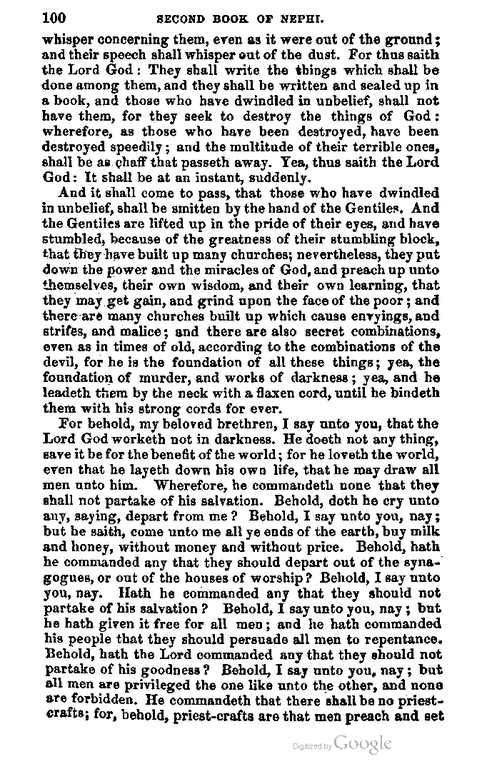 100 SECOND BOOK OF NEPHI.
whisper concerning them, even as it were out of the ground;
and their speech shall whisper out of the dust. For thus saith
the Lord God: They shall write the things which shall be
done among them, and they shall be written and sealed up in
a book, and those who have dwindled in unbelief, shall not
have them, for they seek to destroy the things of God:
wherefore, as those who have been destroyed, have been
destroyed speedily; and the multitude of their terrible ones,
shall be as chaff that passeth away. Yea, thus saith the Lord
God: It shall be at an instant, suddenly.
And it shall come to pass, that those who have dwindled
in unbelief, shall be smitten by the hand of the Gentiles. And
the Gentiles are lifted up in the pride of their eyes, and have
stumbled, because of the greatness of their stumbling block,
that they have built up many churches; nevertheless, they put
down the power and the miracles of God, and preach up unto
themselves, their own wisdom, and their own learning, that
they may get gain, and grind upon the face of the poor; and
there are many churches built up which cause envyings, and
strifes, and malice; and there are also secret combinations,
even as in times of old, according to the combinations of the
devil, for he is the foundation of all these things; yea, the
foundation of murder, and works of darkness; yea, and he
leadeth them by the neck with a flaxen cord, until he bindeth
them with his strong cords for ever.
For behold, my beloved brethren, I say unto you, that the
Lord God worketh not in darkness. He doeth not any thing,
save it be for the benefit of the world; for he loveth the world,
even that he layeth down his own life, that he may draw all
men unto him. Wherefore, he commandeth none that they
shall not partake of his salvation. Behold, doth he cry unto
any, saying, depart from me? Behold, I say unto you, nay;
but he saith, come unto me all ye ends of the earth, buy milk
and honey, without money and without price. Behold, hath
he commanded any that they should depart out of the syna-
gogues, or out of the houses of worship? Behold, I say unto
you, nay. Hath he commanded any that they should not
partake of his salvation? Behold, I say unto you, nay; but
he hath given it free for all men; and he hath commanded
his people that they should persuade all men to repentance.
Behold, hath the Lord commanded any that they should not
partake of his goodness? Behold, I say unto you, nay; but
all men are privileged the one like unto the other, and none
are forbidden. He commandeth that there shall be no priest-
crafts; for, behold, priest-crafts are that men preach and set
Digitized by Google